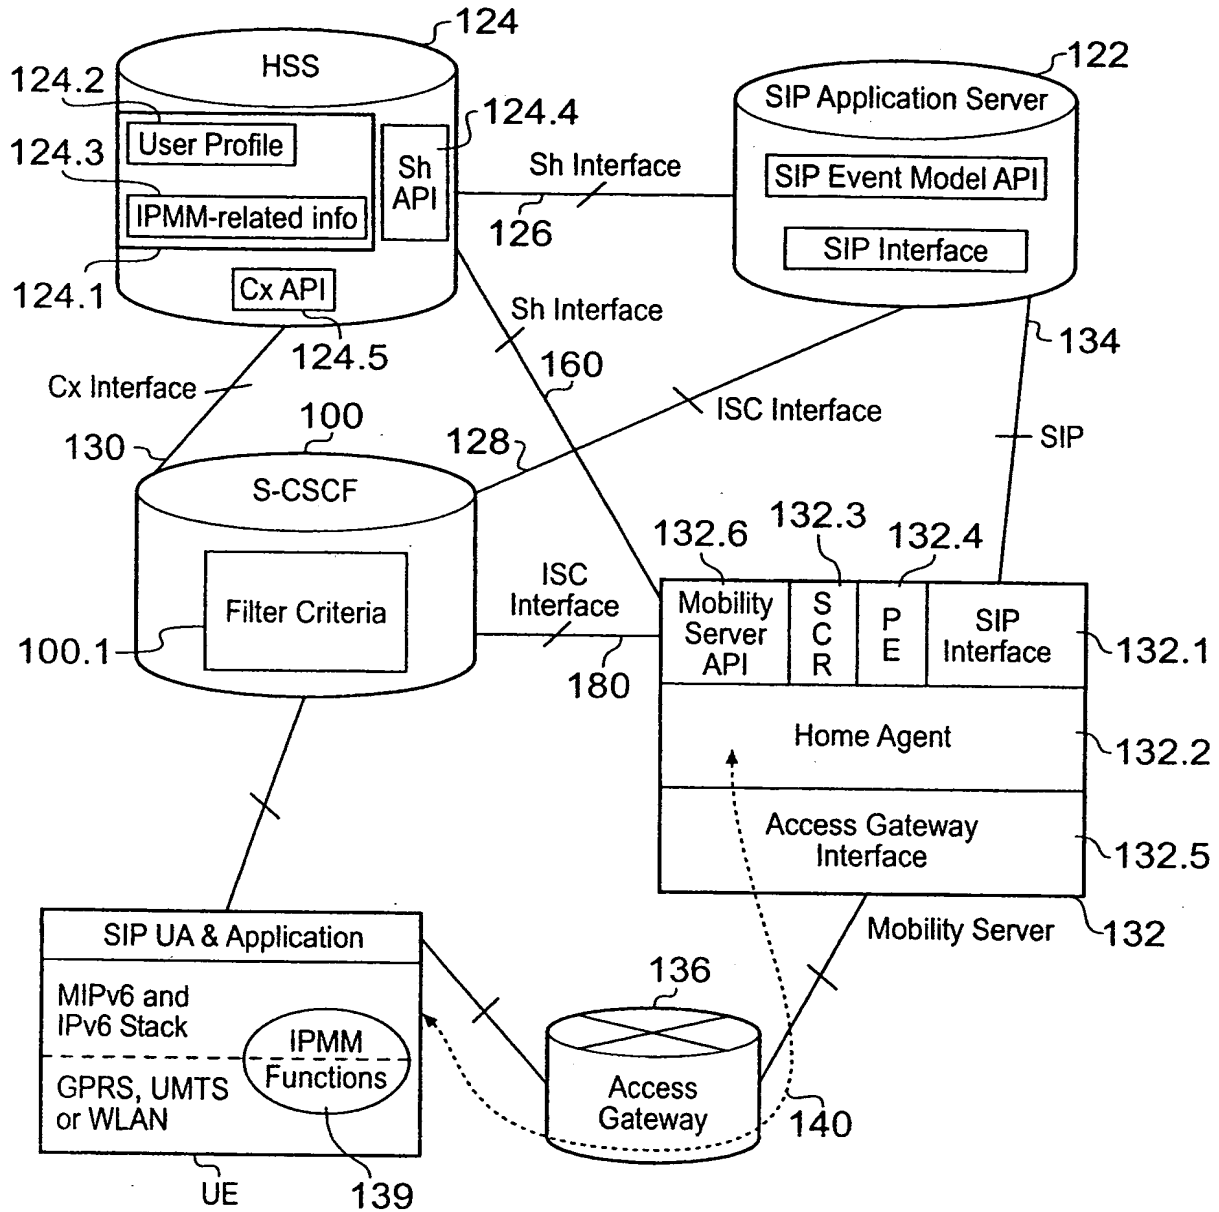 124
HSS
124.2
User Profile
124.3
IPMM-related info
124.1
Sh
API
124.4
Cx API
124.5
122
SIP Application Server
SIP Event Model API
SIP Interface
Sh Interface
126
Sh Interface
160
134
Cx Interface
130
ISC Interface
128
SIP
100
S-CSCF
Filter Criteria
100.1
ISC
Interface
180
132.6
132.3
132.4
Mobility
Server
API
S
C
R
P
E
SIP
Interface
132.1
Home Agent
132.2
Access Gateway
Interface
132.5
Mobility Server
132
SIP UA & Application
MIPv6 and
IPv6 Stack
IPMM
Functions
GPRS, UMTS
or WLAN
UE
139
136
Access
Gateway
140